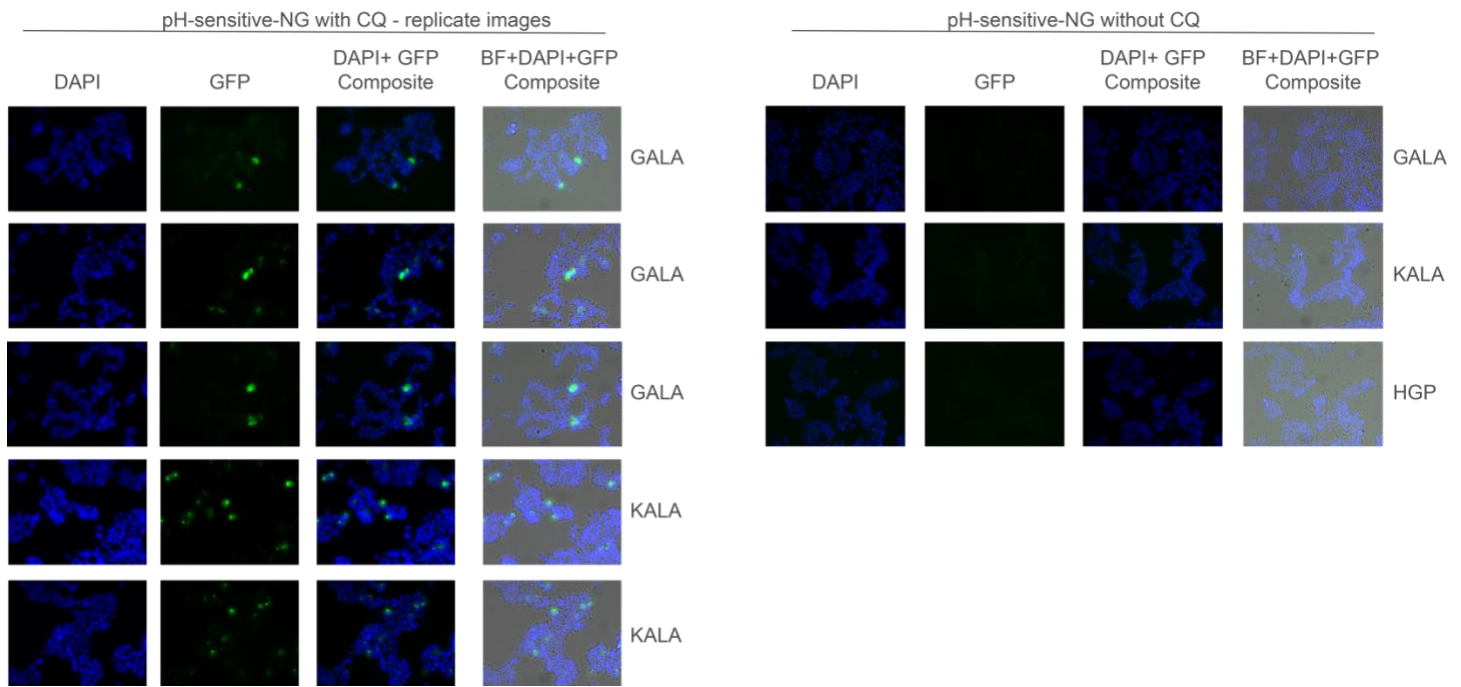 pH-sensitive-NG with CQ - replicate images
DAPI
GFP
DAPI+ GFP
Composite
BF+DAPI+GFP
Composite
GALA
GALA
GALA
KALA
KALA
pH-sensitive-NG without CQ
DAPI
GFP
DAPI+ GFP
Composite
BF+DAPI+GFP
Composite
GALA
KALA
HGP